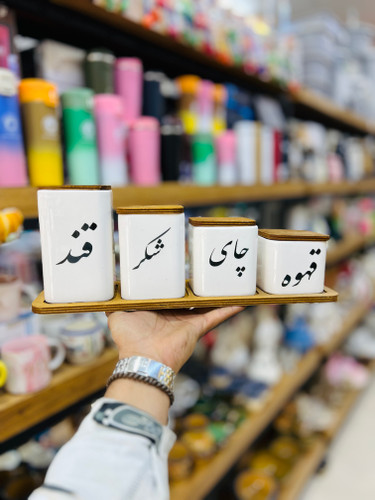 قند
شکر
چای
قهوه